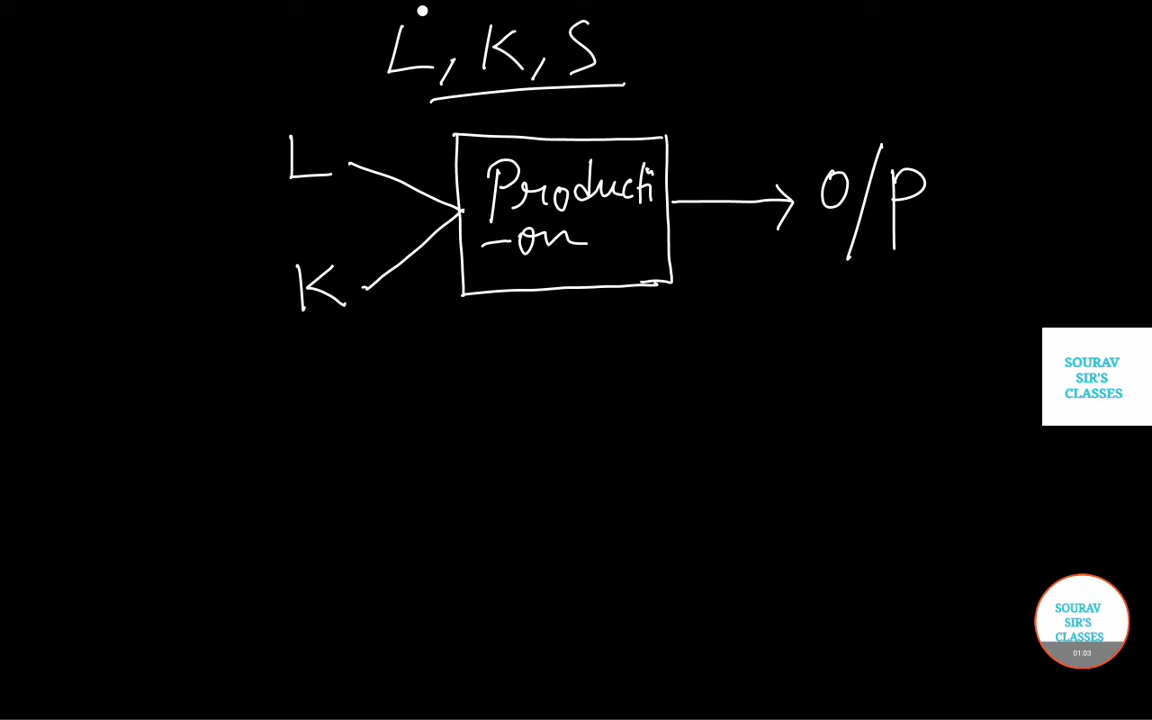 L, K, S
L
Producti
-on
O/P
K
SOURAV
SIR'S
CLASSES
SOURAV
SIR'S
CLASSES
01:03